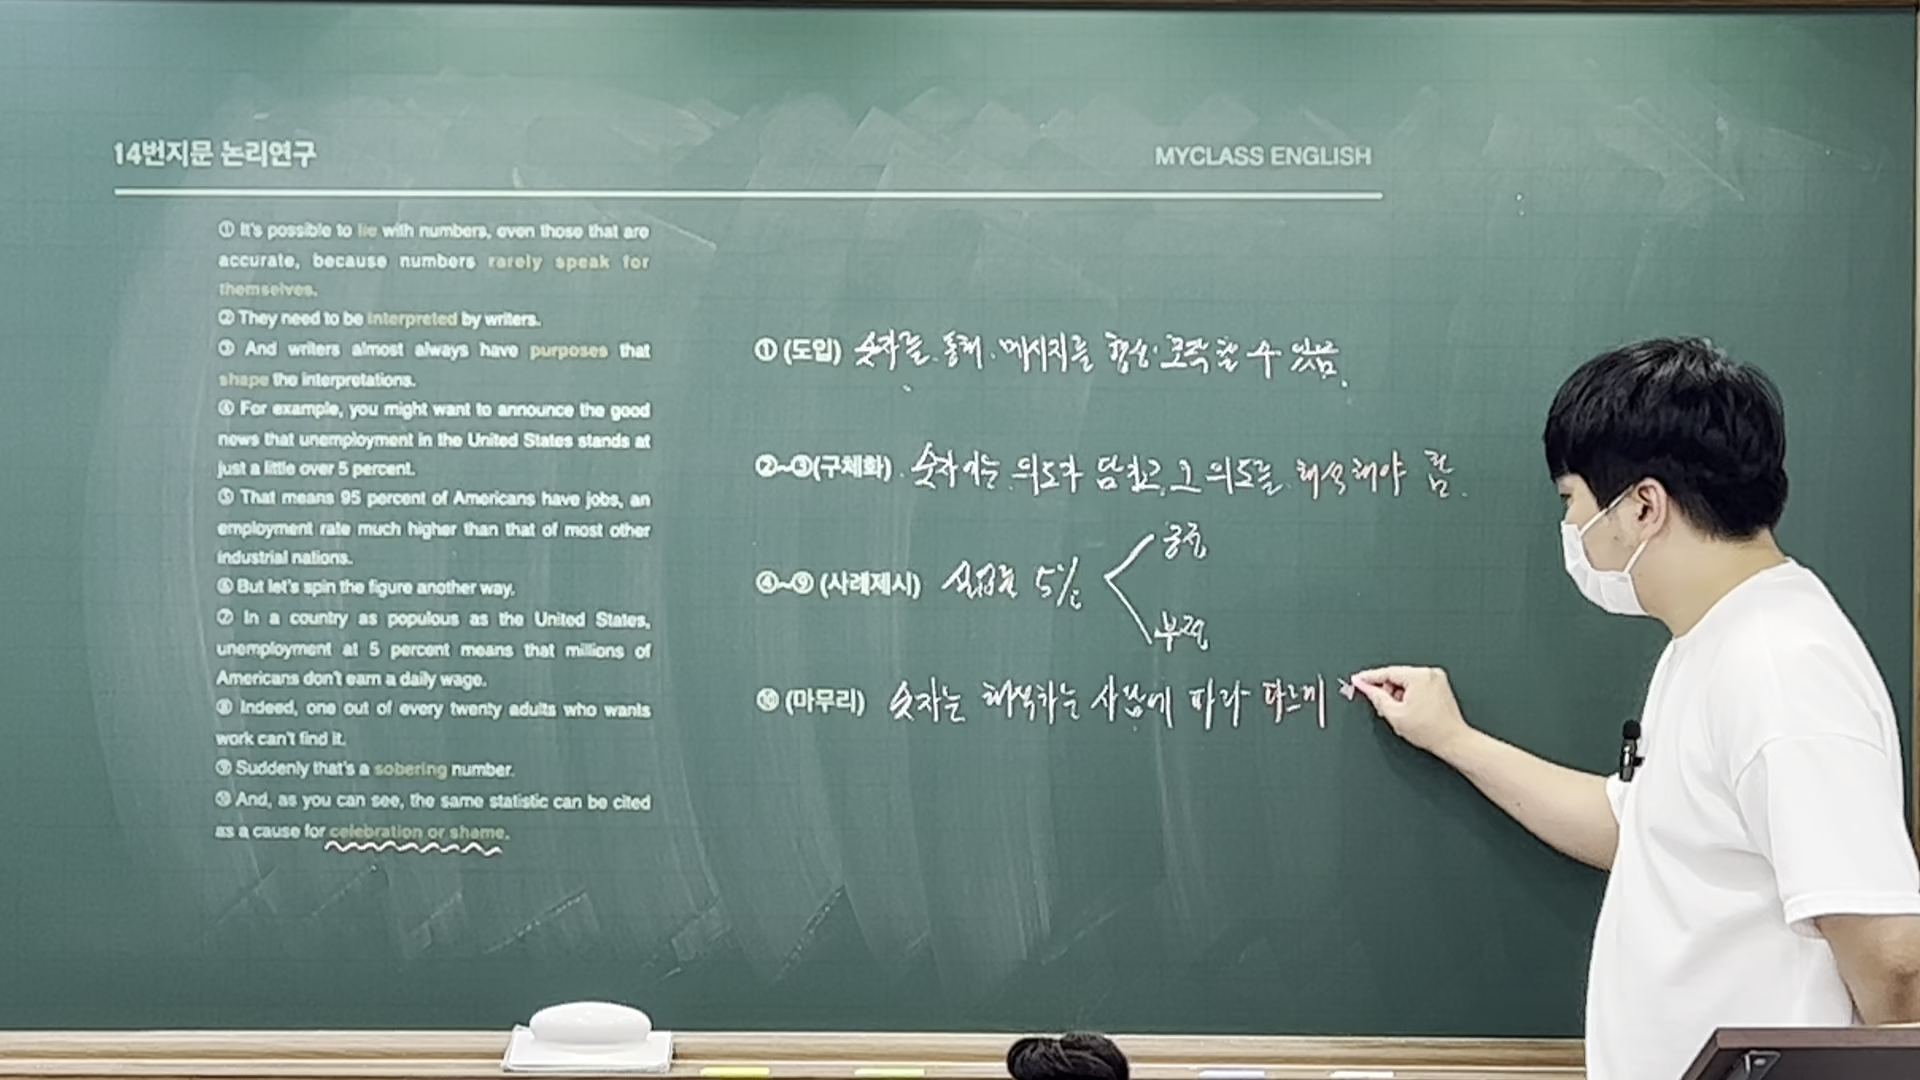 14번지문 논리연구
MYCLASS ENGLISH
① It's possible to lie with numbers, even those that are
accurate, because numbers rarely speak for
themselves.
② They need to be interpreted by writers.
③ And writers almost always have purposes that
shape the interpretations.
④ For example, you might want to announce the good
news that unemployment in the United States stands at
just a little over 5 percent.
⑤ That means 95 percent of Americans have jobs, an
employment rate much higher than that of most other
industrial nations.
⑥ But let's spin the figure another way.
⑦ In a country as populous as the United States,
unemployment at 5 percent means that millions of
Americans don't earn a daily wage.
⑧ Indeed, one out of every twenty adults who wants
work can't find it.
⑨ Suddenly that's a sobering number.
⑩ And, as you can see, the same statistic can be cited
as a cause for celebration or shame.
① (도입) 숫자를 통해 메시지를 형성·조작할 수 있음.
②~③(구체화) 숫자에는 의도가 담기고, 그 의도를 해석해야 함.
④~⑨ (사례제시) 실업률 5%
긍정
부정
⑩ (마무리) 숫자는 해석하는 사람에 따라 다르게